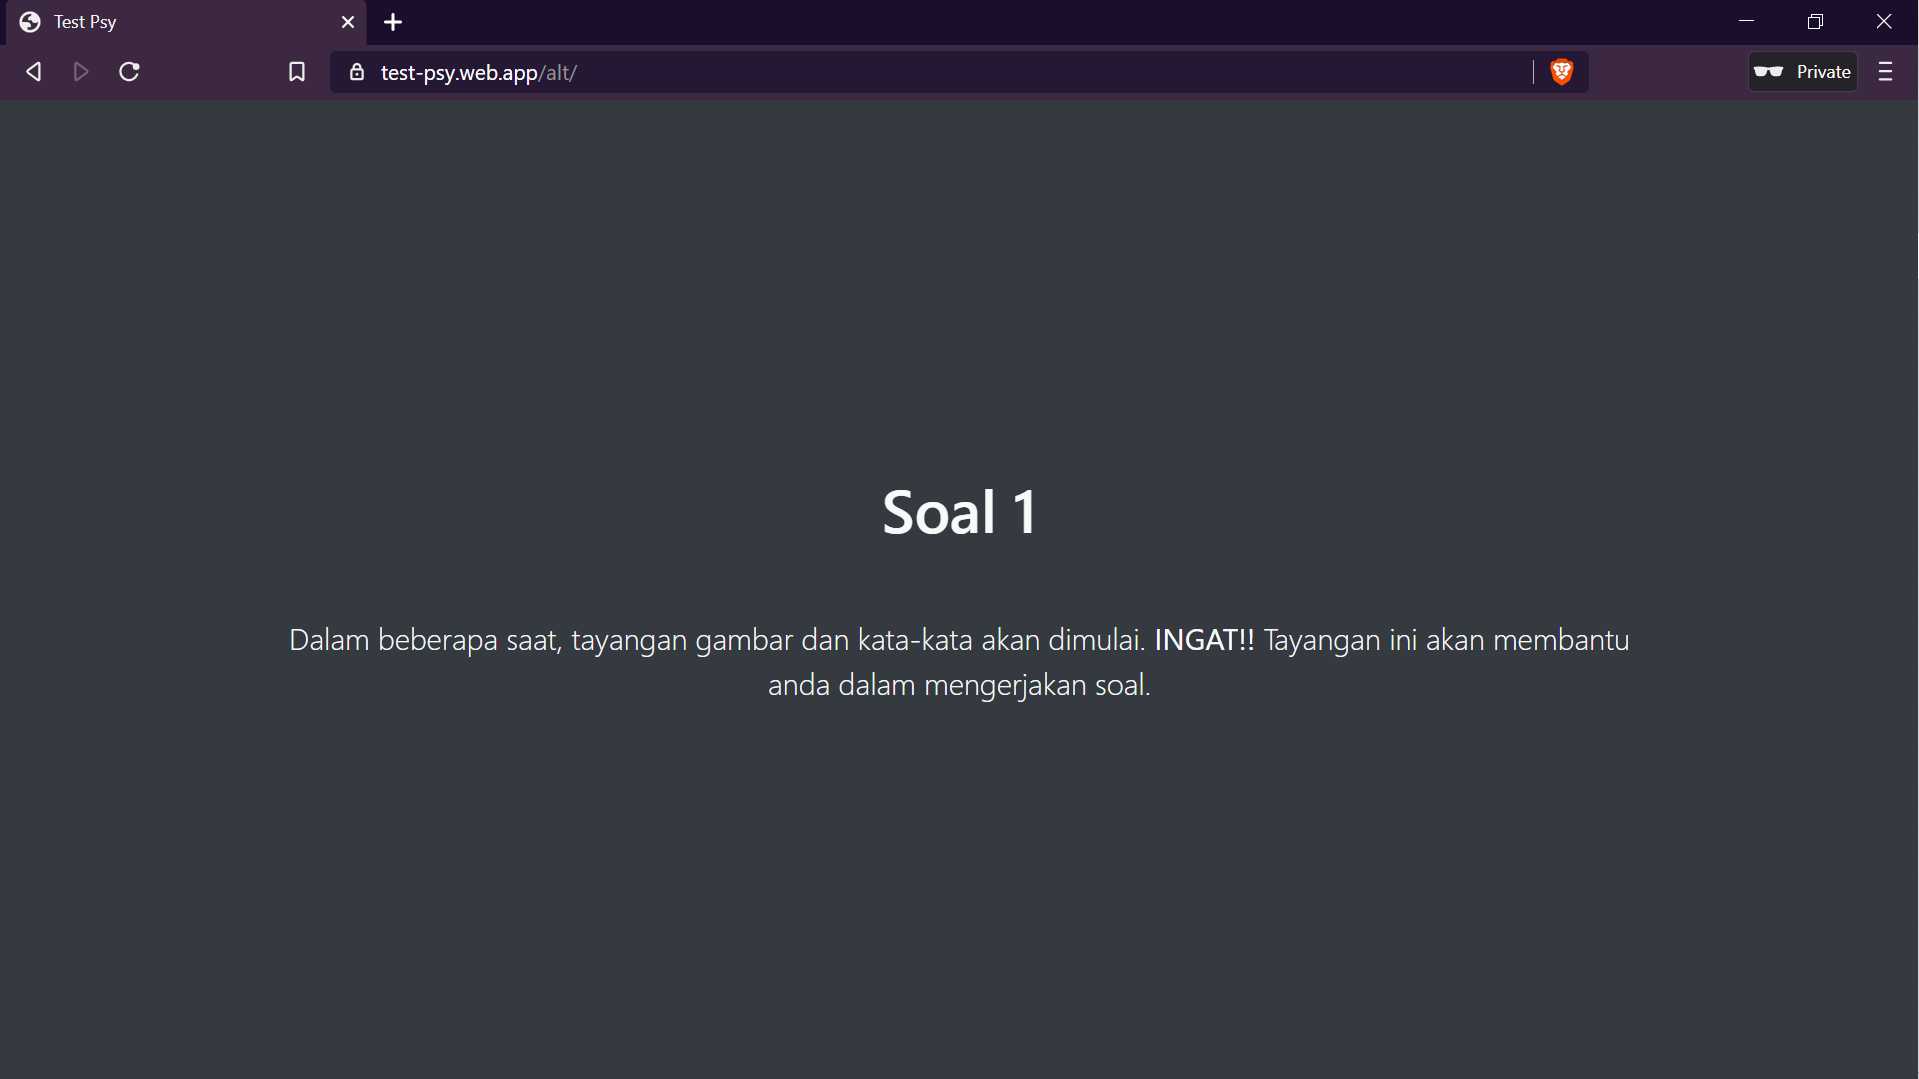 Test Psy
test-psy.web.app/alt/
Private
Soal 1
Dalam beberapa saat, tayangan gambar dan kata-kata akan dimulai. INGAT!! Tayangan ini akan membantu
anda dalam mengerjakan soal.